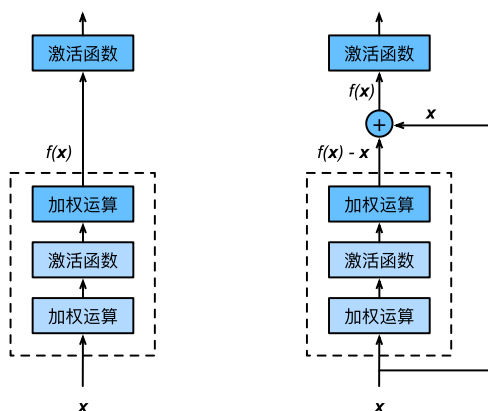 激活函数
f(x)
加权运算
激活函数
加权运算
x
激活函数
f(x)
+
x
f(x) - x
加权运算
激活函数
加权运算
x